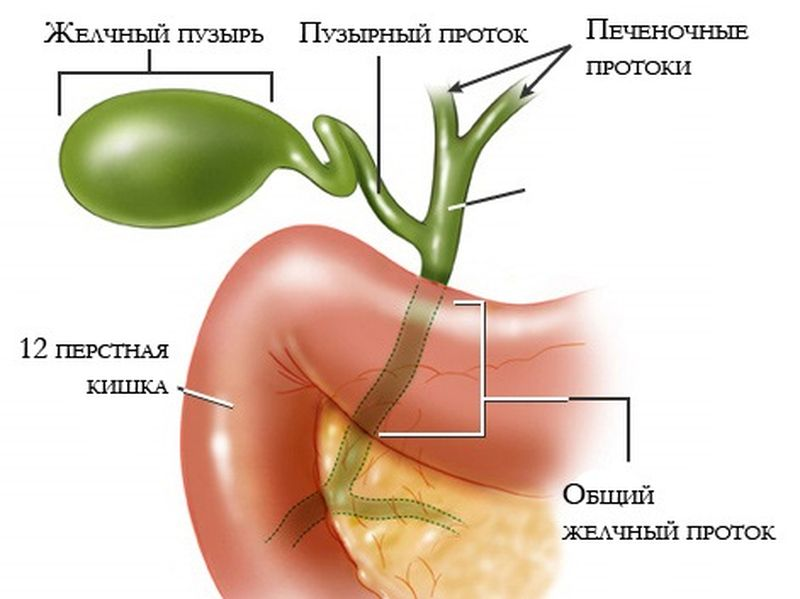 Желчный пузырь
Пузырный проток
Печеночные
протоки
12 перстная
кишка
Общий
желчный проток